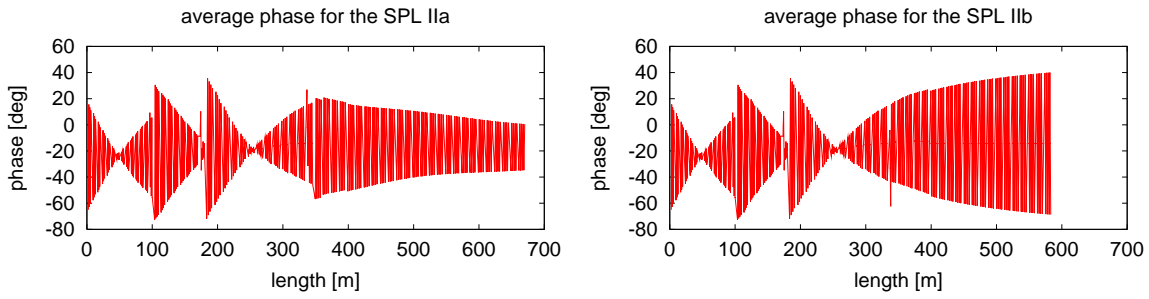 average phase for the SPL IIa
phase [deg]
60
40
20
0
-20
-40
-60
-80
0 100 200 300 400 500 600 700
length [m]
average phase for the SPL IIb
phase [deg]
60
40
20
0
-20
-40
-60
-80
0 100 200 300 400 500 600 700
length [m]